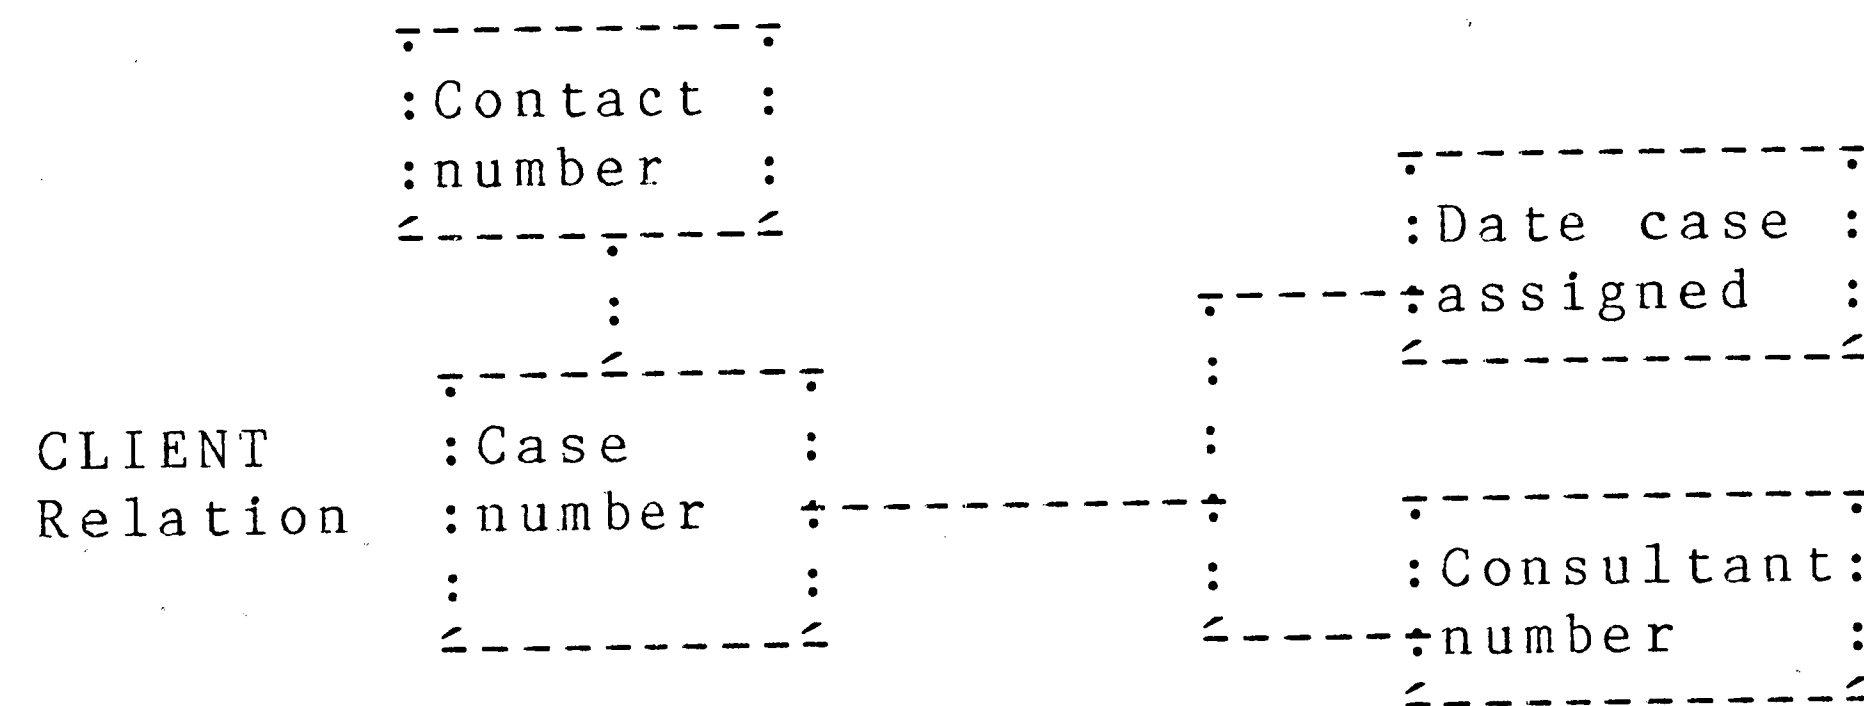 Contact
number
Date case
assigned
CLIENT
Relation
Case
number
Consultant
number